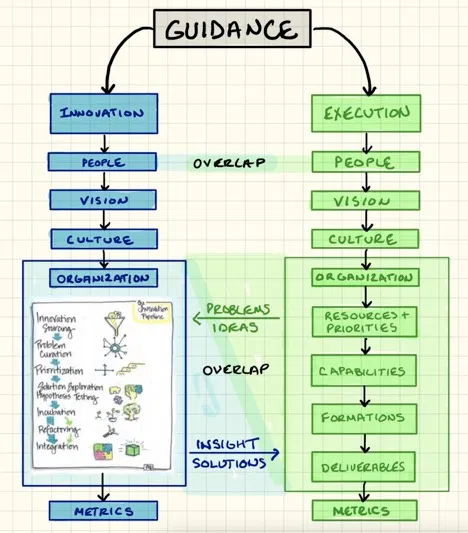 GUIDANCE
INNOVATION
PEOPLE
VISION
CULTURE
ORGANIZATION
Innovation
Sourcing
Problem
Curation
Prioritization
Solution Exploration
Hypothesis Testing
Incubation
Refactoring
Integration
Pipeline
METRICS
OVERLAP
PROBLEMS
IDEAS
OVERLAP
INSIGHT
SOLUTIONS
EXECUTION
PEOPLE
VISION
CULTURE
ORGANIZATION
RESOURCES +
PRIORITIES
CAPABILITIES
FORMATIONS
DELIVERABLES
METRICS